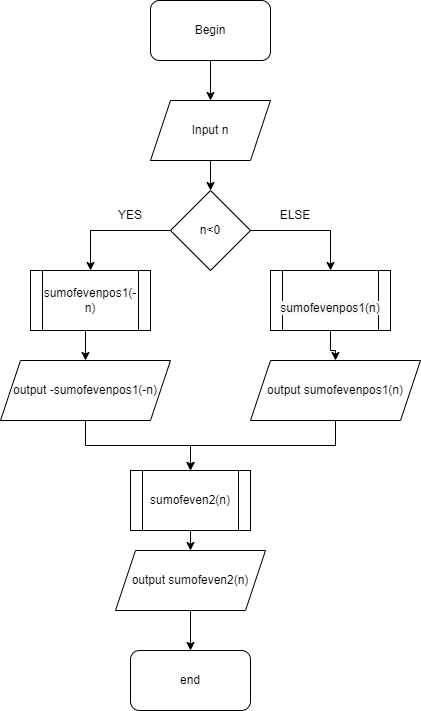 Begin
Input n
YES
ELSE
n<0
sumofevenpos1(-
n)
sumofevenpos1(n)
output -sumofevenpos1(-n)
output sumofevenpos1(n)
sumofeven2(n)
output sumofeven2(n)
end